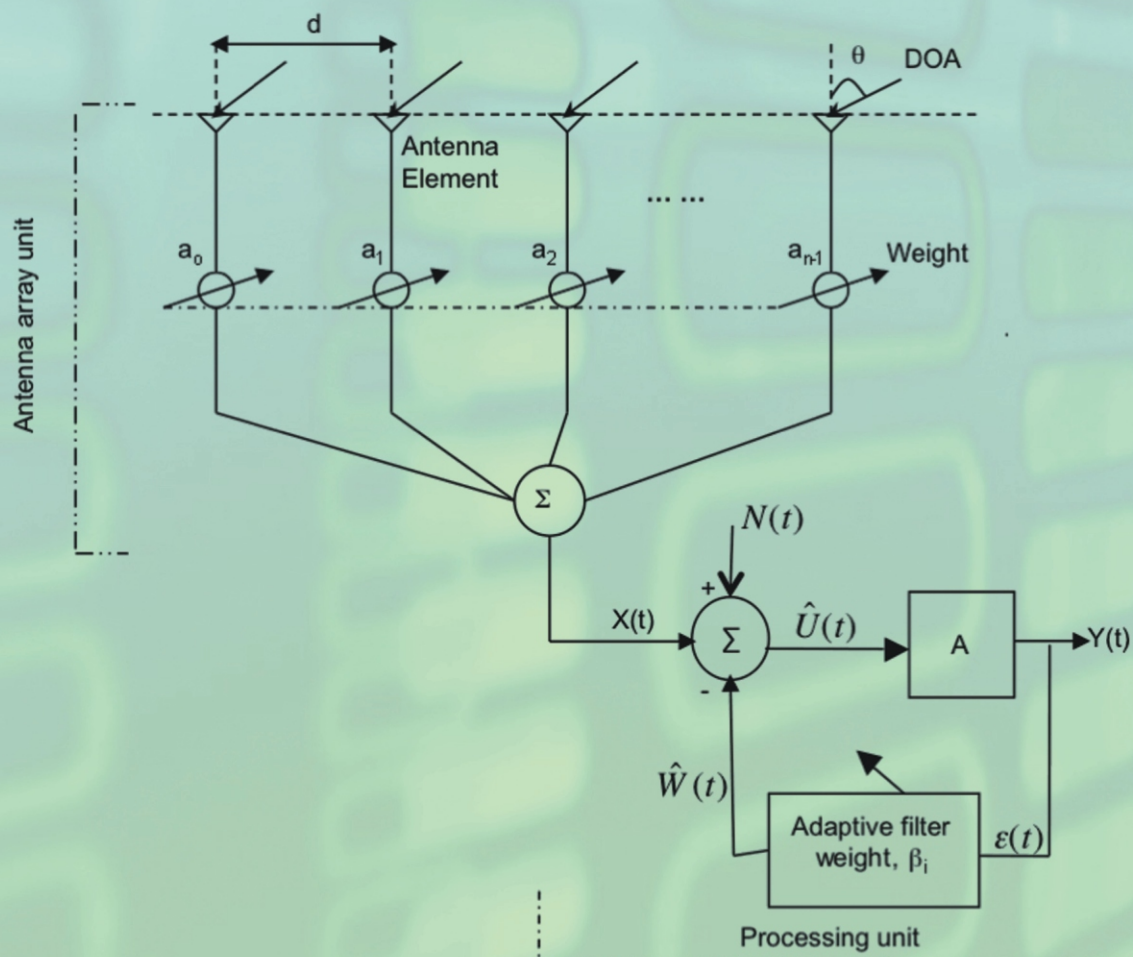 d
θ
DOA
Antenna
Element
... ...
Antenna array unit
a₀
a₁
a₂
aₙ₋₁
Weight
Σ
N(t)
+
X(t)
Σ
Û(t)
A
Y(t)
-
Ŵ(t)
Adaptive filter
weight, βᵢ
ε(t)
Processing unit